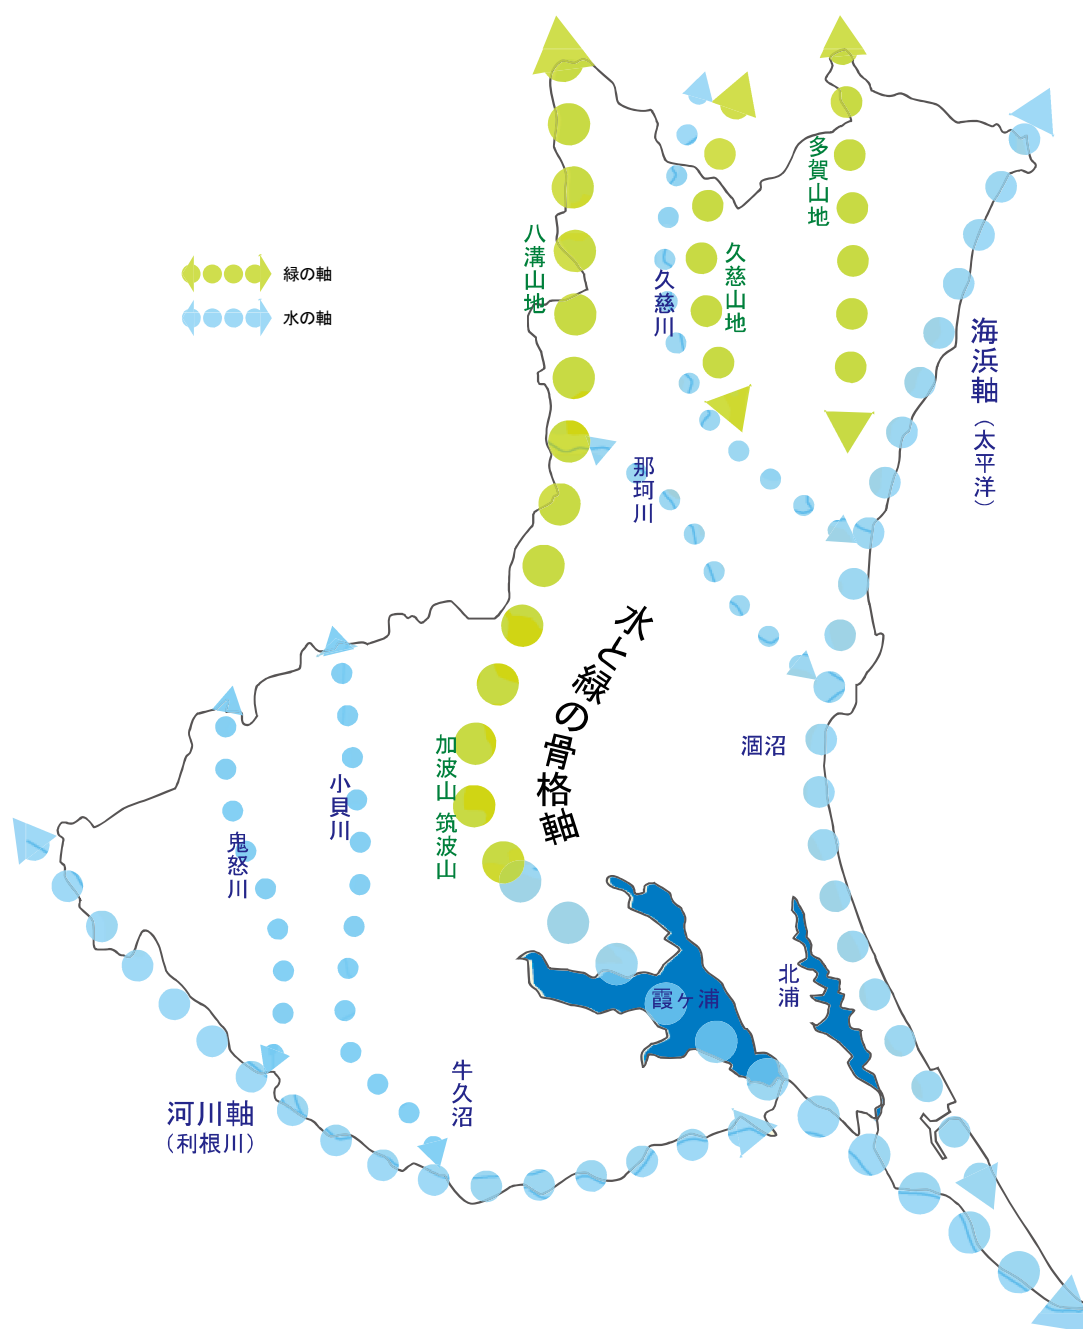 多賀山地
八溝山地
久慈山地
久慈川
緑の軸
水の軸
海浜軸
（太平洋）
那珂川
水と緑の骨格軸
涸沼
加波山
筑波山
小貝川
鬼怒川
霞ヶ浦
北浦
牛久沼
河川軸
（利根川）